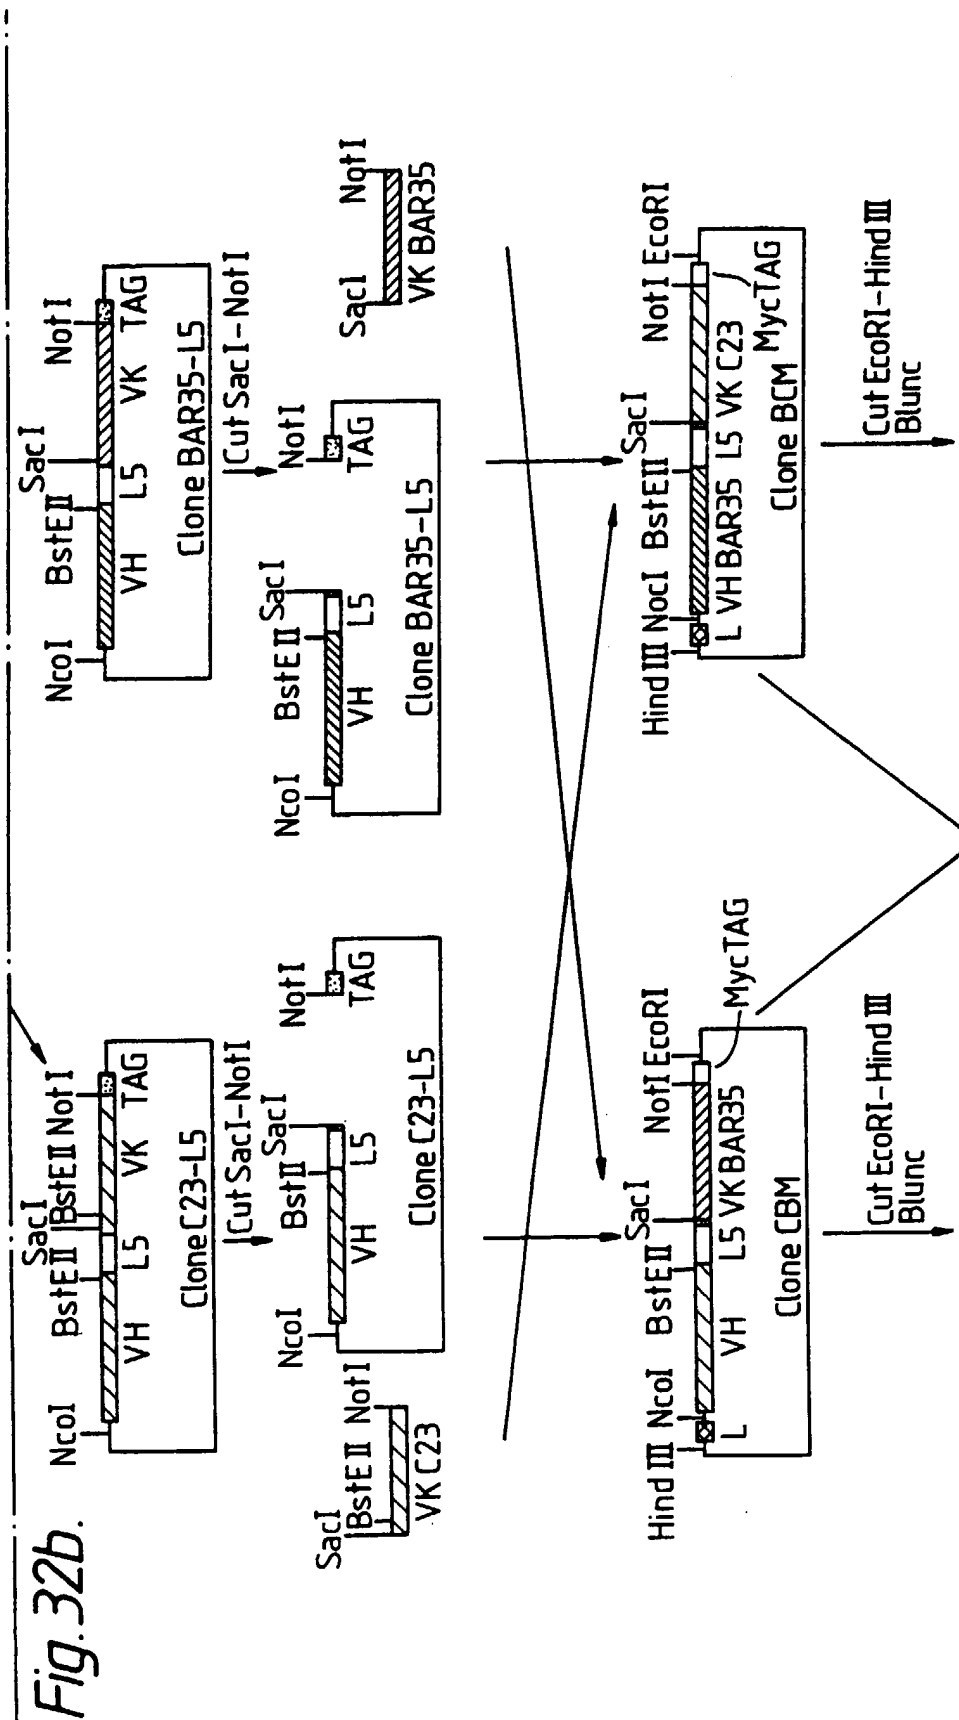 Fig.32b.
SacI
NcoI BstEII BstEII NotI
VH L5 VK TAG
Clone C23-L5
Cut SacI-NotI
SacI
BstEII NotI
VK C23
SacI
NcoI BstII NotI
VH L5 TAG
Clone C23-L5
SacI
NcoI BstEII NotI
VH L5 VK TAG
Clone BAR35-L5
Cut SacI-NotI
SacI
NcoI BstEII NotI
VH L5 TAG
Clone BAR35-L5
SacI NotI
VK BAR35
SacI
Hind III NcoI BstEII NotI EcoRI
L VH L5 VK BAR35 MycTAG
Clone CBM
Cut EcoRI-Hind III
Blunc
SacI
Hind III NocI BstEII NotI EcoRI
L VH BAR35 L5 VK C23 MycTAG
Clone BCM
Cut EcoRI-Hind III
Blunc